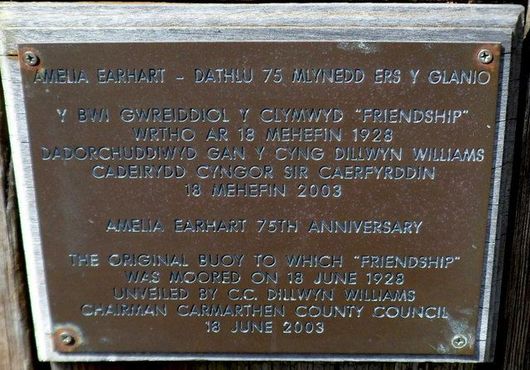 AMELIA EARHART - DATHLU 75 MLYNEDD ERS Y GLANIO
Y BWI GWREIDDIOL Y CLYMWYD "FRIENDSHIP"
WRTHO AR 18 MEHEFIN 1928
DADORCHUDDIWYD GAN Y CYNG DILLWYN WILLIAMS
CADEIRYDD CYNGOR SIR CAERFYRDDIN
18 MEHEFIN 2003
AMELIA EARHART 75TH ANNIVERSARY
THE ORIGINAL BUOY TO WHICH "FRIENDSHIP"
WAS MOORED ON 18 JUNE 1928
UNVEILED BY C.C. DILLWYN WILLIAMS
CHAIRMAN CARMARTHEN COUNTY COUNCIL
18 JUNE 2003